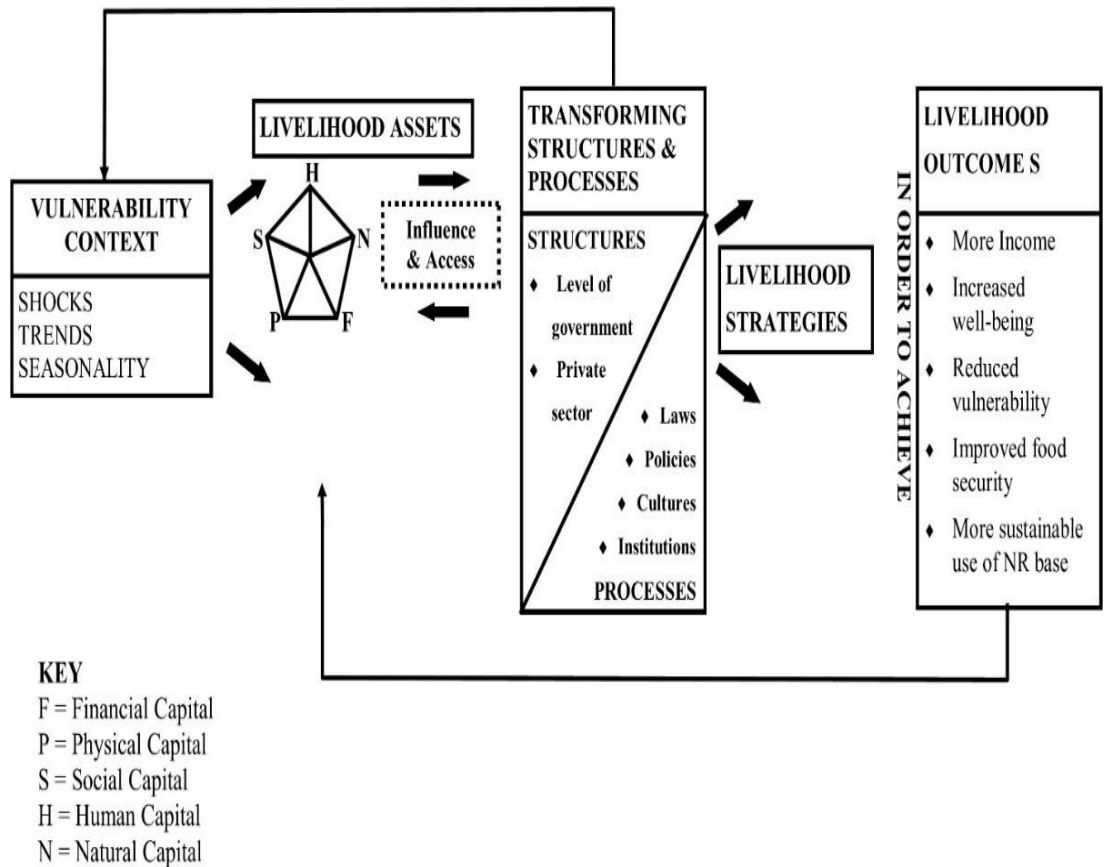 VULNERABILITY
CONTEXT
SHOCKS
TRENDS
SEASONALITY
LIVELIHOOD ASSETS
H
S
N
P
F
Influence
& Access
TRANSFORMING
STRUCTURES &
PROCESSES
STRUCTURES
♦ Level of
government
♦ Private
sector
♦ Laws
♦ Policies
♦ Cultures
♦ Institutions
PROCESSES
LIVELIHOOD
STRATEGIES
IN ORDER TO ACHIEVE
LIVELIHOOD
OUTCOME S
♦ More Income
♦ Increased
well-being
♦ Reduced
vulnerability
♦ Improved food
security
♦ More sustainable
use of NR base
KEY
F = Financial Capital
P = Physical Capital
S = Social Capital
H = Human Capital
N = Natural Capital